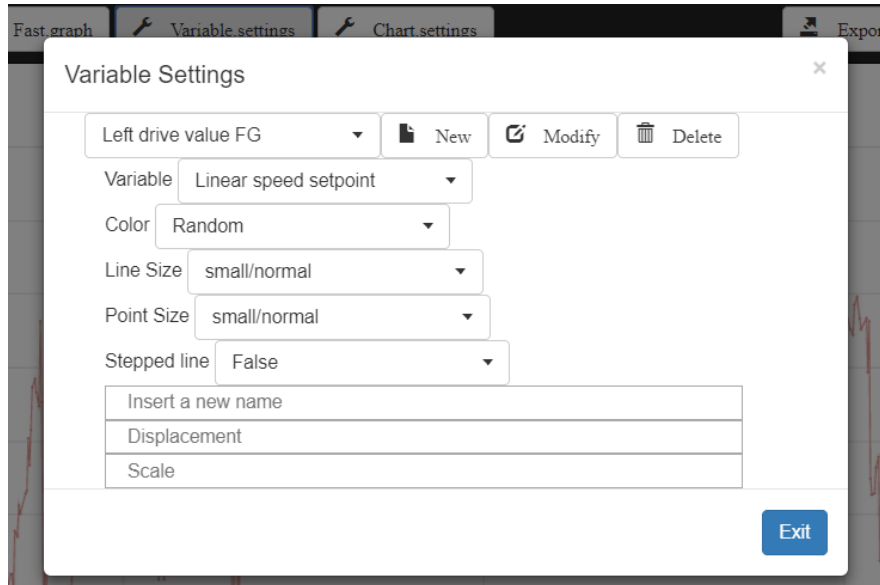 Fast.graph Variable.settings Chart.settings
Variable Settings ×
Left drive value FG New Modify Delete
Variable Linear speed setpoint
Color Random
Line Size small/normal
Point Size small/normal
Stepped line False
Insert a new name
Displacement
Scale
Exit